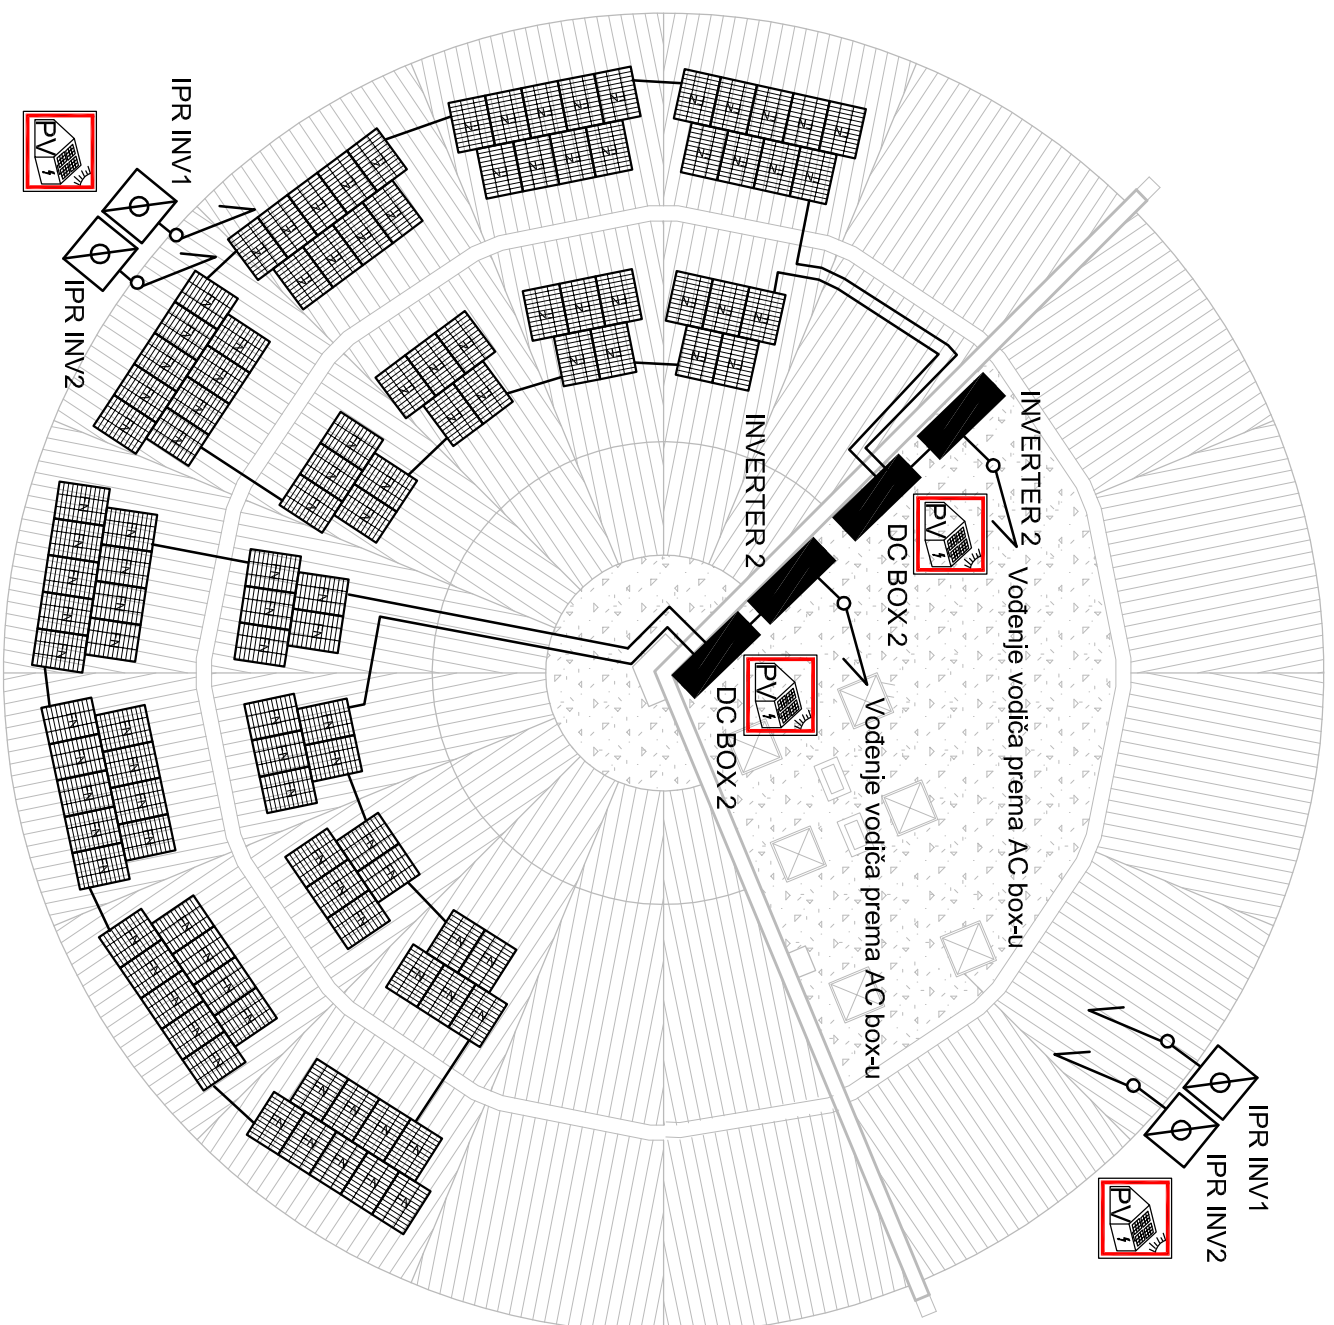 IPR INV1
PV
IPR INV2
INVERTER 2
INVERTER 2
PV
DC BOX 2
Vođenje vodiča prema AC box-u
PV
DC BOX 2
Vođenje vodiča prema AC box-u
IPR INV1
IPR INV2
PV